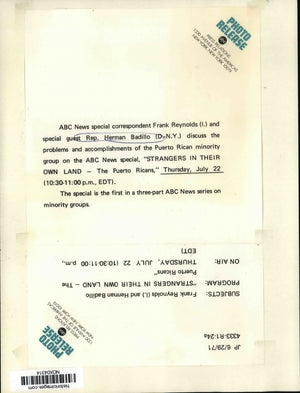 PHOTO
RELEASE
ABC News special correspondent Frank Reynolds (l.) and
special guest Rep. Herman Badillo (D.-N.Y.) discuss the
problems and accomplishments of the Puerto Rican minority
group on the ABC News special, "STRANGERS IN THEIR
OWN LAND — The Puerto Ricans," Thursday, July 22
(10:30-11:00 p.m., EDT).
The special is the first in a three-part ABC News series on
minority groups.
JP 6/29/71
4333-R1-24a
SUBJECTS: Frank Reynolds (l.) and Herman Badillo
PROGRAM: "STRANGERS IN THEIR OWN LAND — The
Puerto Ricans"
ON AIR: THURSDAY, JULY 22 (10:30-11:00 p.m.,
EDT)
PHOTO
RELEASE
historicimages.com
NDX04314